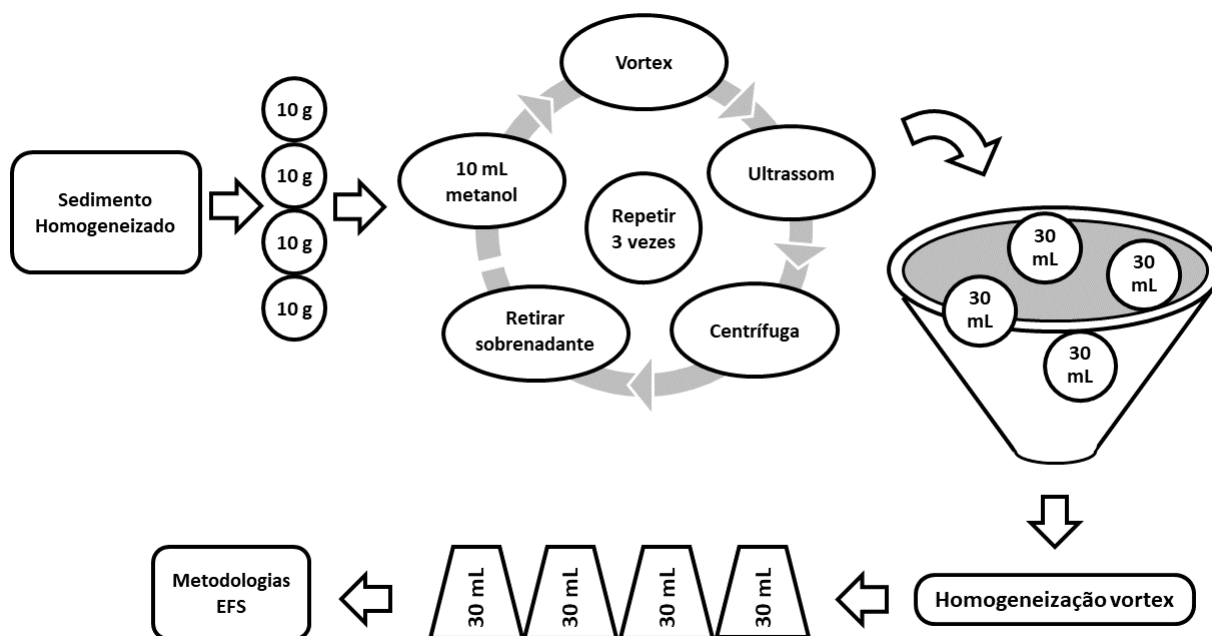 Sedimento
Homogeneizado
10 g
10 g
10 g
10 g
Vortex
10 mL
metanol
Ultrassom
Repetir
3 vezes
Retirar
sobrenadante
Centrífuga
30
mL
30
mL
30
mL
30
mL
Metodologias
EFS
30 mL
30 mL
30 mL
30 mL
Homogeneização vortex